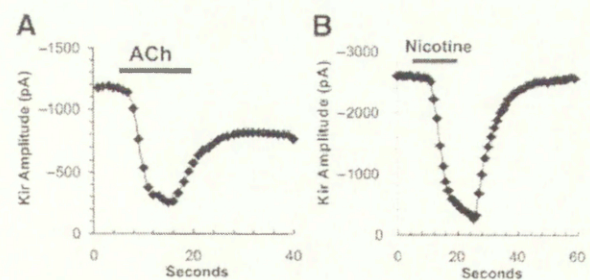 A
ACh
Kir Amplitude (pA)
-1500
-1000
-500
0
0
20
40
Seconds
B
Nicotine
Kir Amplitude (pA)
-3000
-2000
-1000
0
0
20
40
60
Seconds